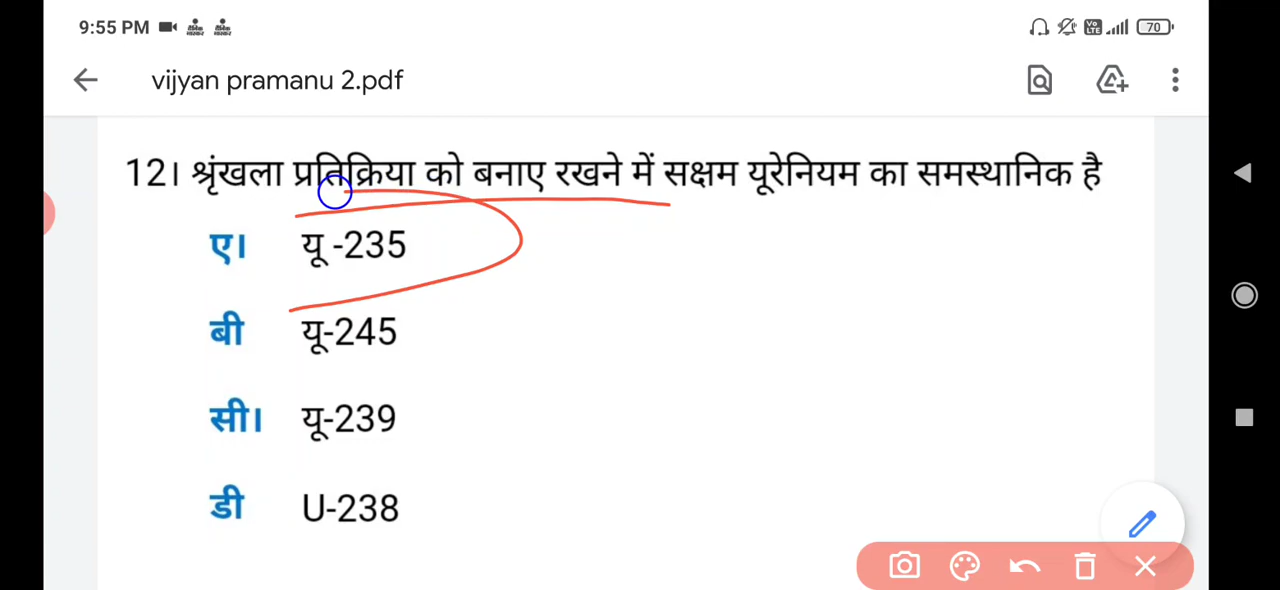 9:55 PM 70
vijyan pramanu 2.pdf
12। श्रृंखला प्रतिक्रिया को बनाए रखने में सक्षम यूरेनियम का समस्थानिक है
ए। यू -235
बी यू-245
सी। यू-239
डी U-238